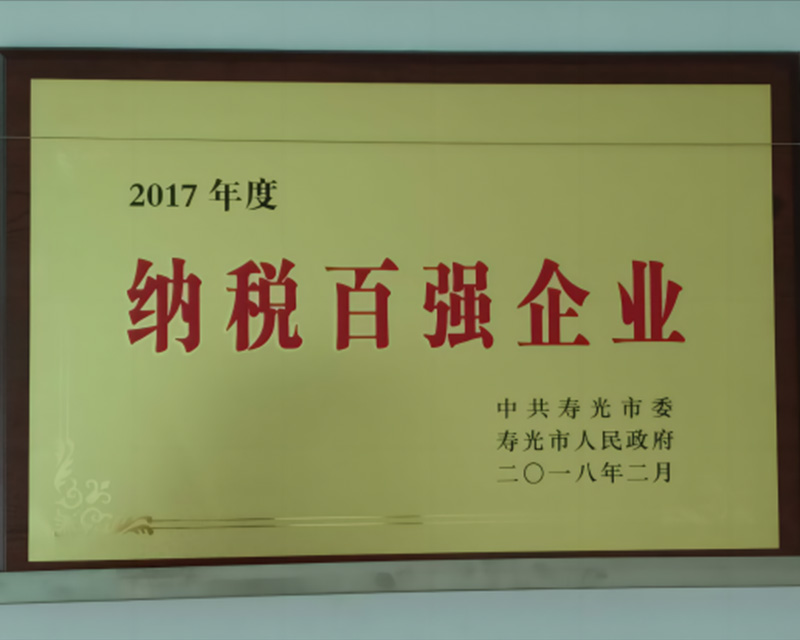 2017 年度
纳税百强企业
中共寿光市委
寿光市人民政府
二〇一八年二月